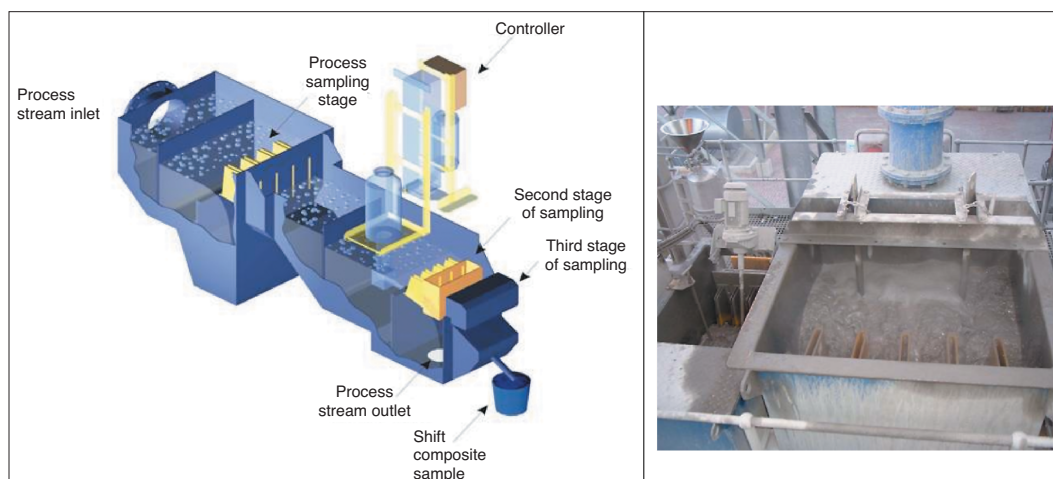 Controller
Process
sampling
stage
Process
stream inlet
Second stage
of sampling
Third stage
of sampling
Process
stream outlet
Shift
composite
sample